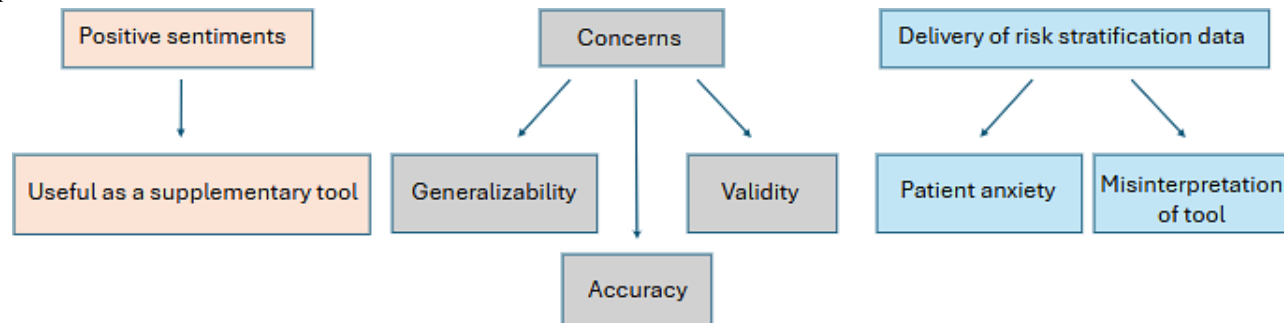 Positive sentiments
Concerns
Delivery of risk stratification data
Useful as a supplementary tool
Generalizability
Validity
Patient anxiety
Misinterpretation
of tool
Accuracy